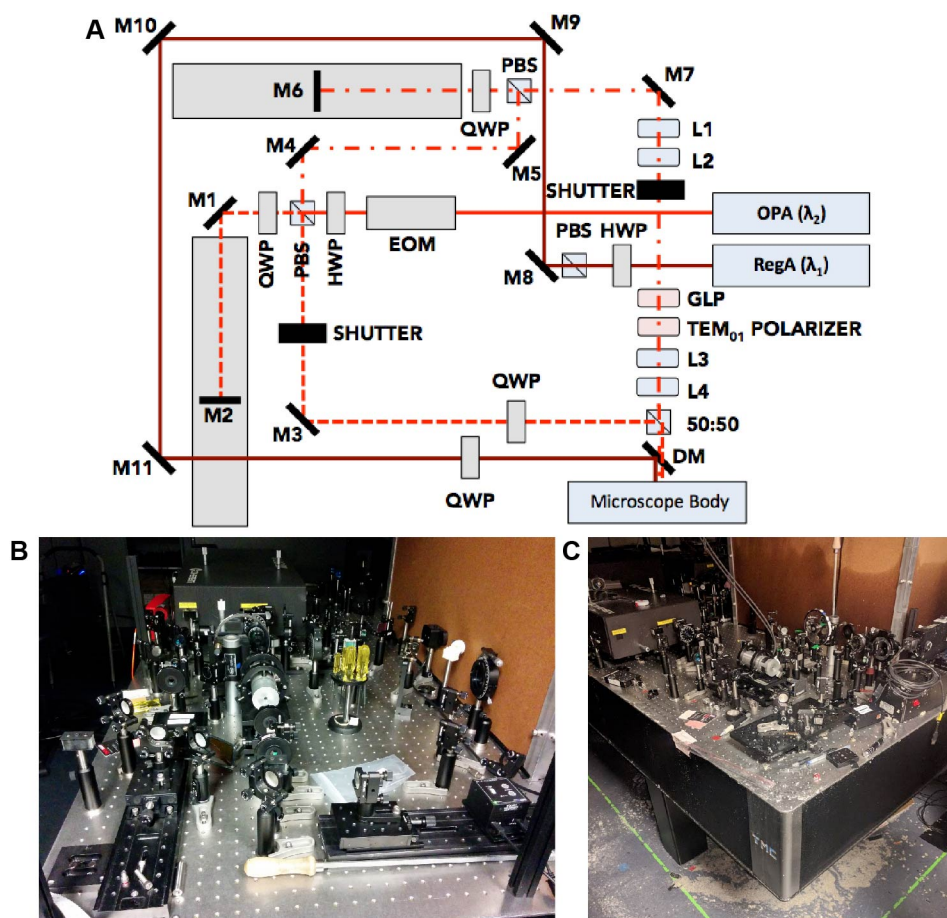 A
M10
M9
PBS
M7
M6
QWP
L1
M4
M5
L2
SHUTTER
M1
OPA (λ2)
QWP
PBS
HWP
EOM
PBS
HWP
M8
RegA (λ1)
GLP
SHUTTER
TEM01 POLARIZER
L3
QWP
L4
M2
M3
50:50
M11
DM
QWP
Microscope Body
B
C
TMC